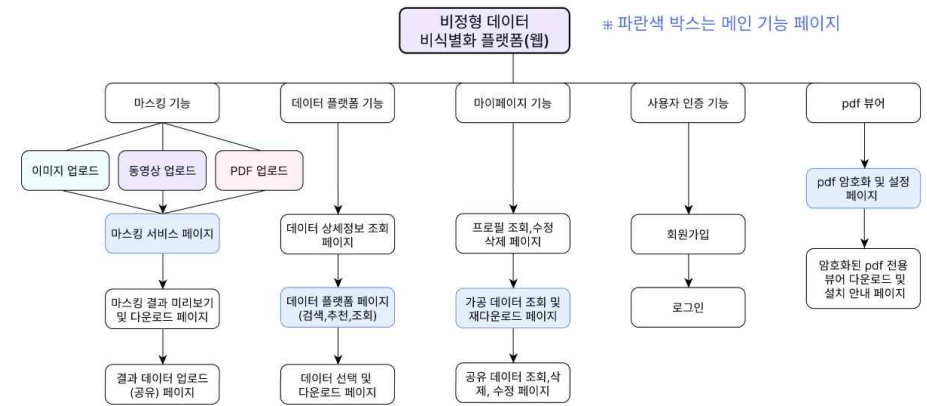 비정형 데이터
비식별화 플랫폼(웹)
⁜ 파란색 박스는 메인 기능 페이지
마스킹 기능
데이터 플랫폼 기능
마이페이지 기능
사용자 인증 기능
pdf 뷰어
이미지 업로드
동영상 업로드
PDF 업로드
pdf 암호화 및 설정
페이지
마스킹 서비스 페이지
데이터 상세정보 조회
페이지
프로필 조회,수정
삭제 페이지
회원가입
암호화된 pdf 전용
뷰어 다운로드 및
설치 안내 페이지
마스킹 결과 미리보기
및 다운로드 페이지
데이터 플랫폼 페이지
(검색,추천,조회)
가공 데이터 조회 및
재다운로드 페이지
로그인
결과 데이터 업로드
(공유) 페이지
데이터 선택 및
다운로드 페이지
공유 데이터 조회,삭
제, 수정 페이지